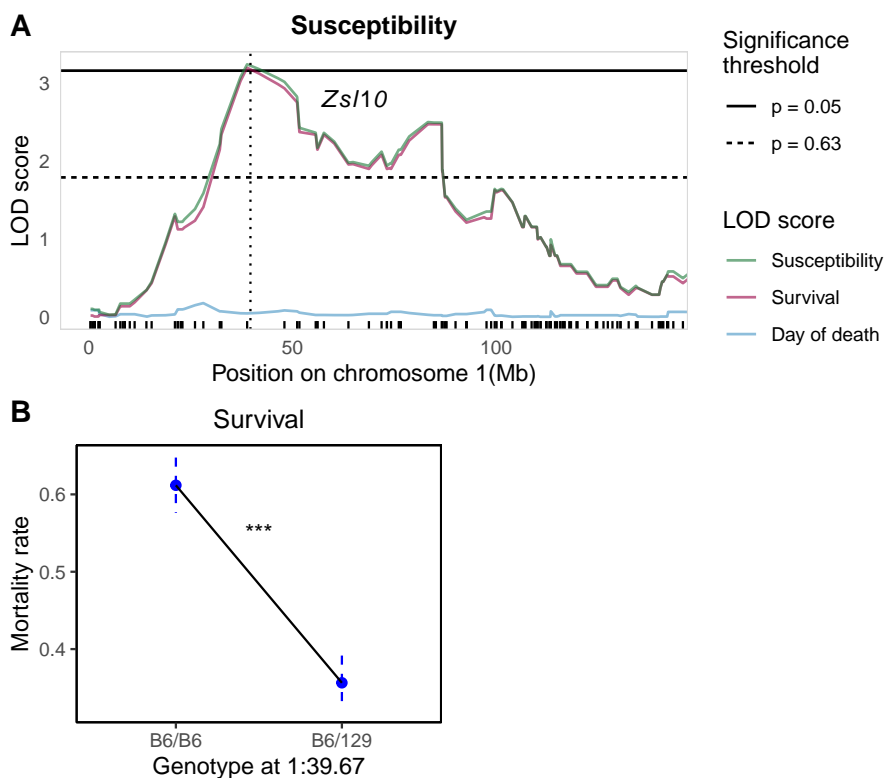 A
Susceptibility
Zsl10
LOD score
3
2
1
0
0
50
100
Position on chromosome 1(Mb)
Significance
threshold
p = 0.05
p = 0.63
LOD score
Susceptibility
Survival
Day of death
B
Survival
***
Mortality rate
0.6
0.5
0.4
B6/B6
B6/129
Genotype at 1:39.67